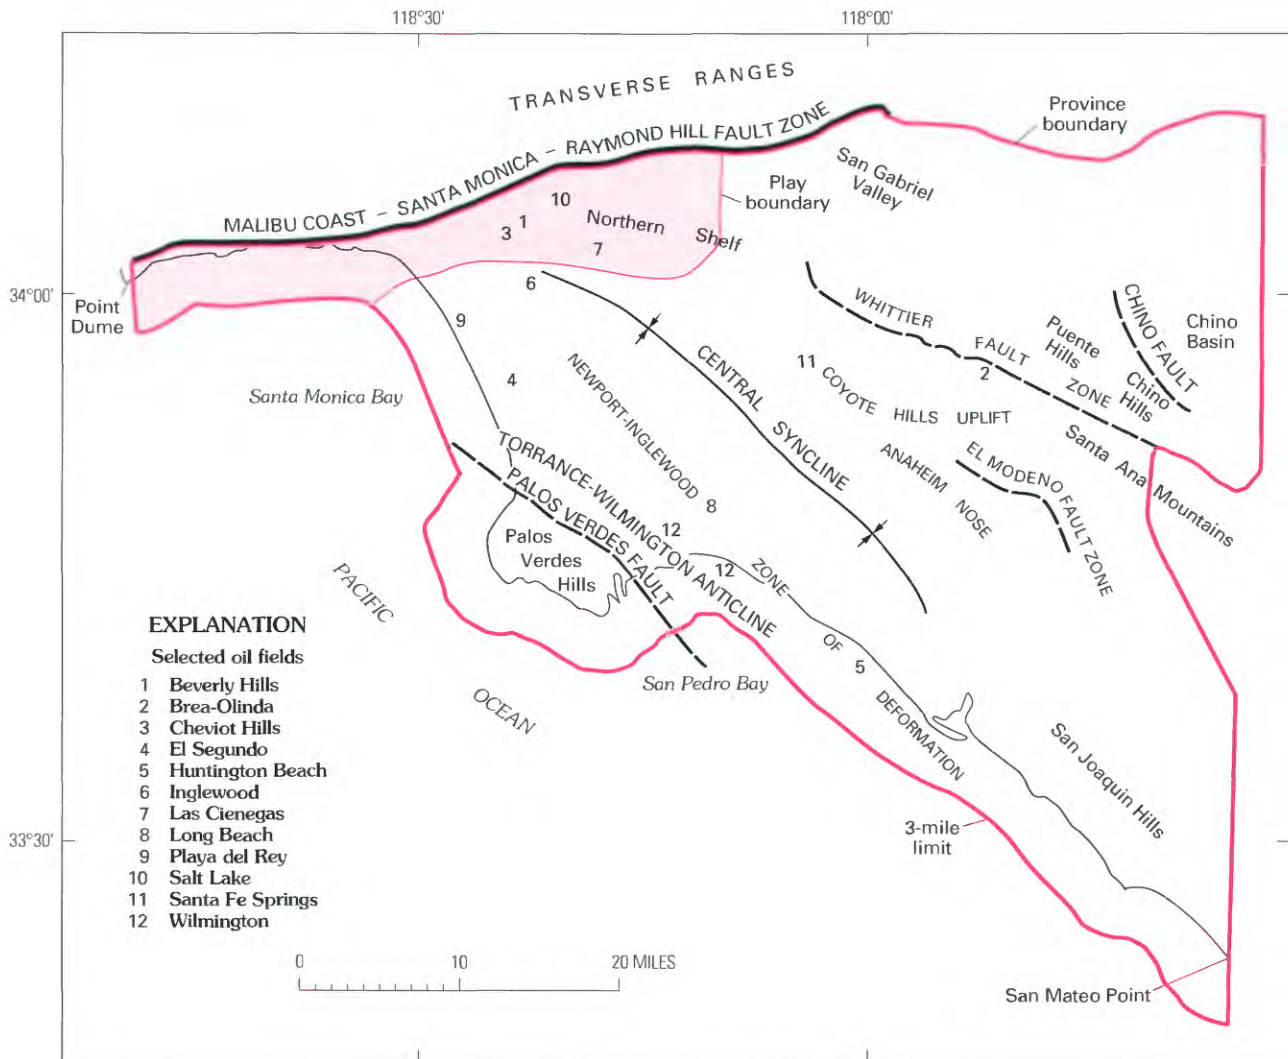 118°30'
118°00'
TRANSVERSE RANGES
Province
boundary
MALIBU COAST – SANTA MONICA – RAYMOND HILL FAULT ZONE
San Gabriel
Valley
Play
boundary
10
1
3
Northern Shelf
7
6
34°00'
Point
Dume
9
4
Santa Monica Bay
WHITTIER FAULT ZONE
2
Puente
Hills
CHINO FAULT
Chino
Basin
Chino
Hills
11
COYOTE HILLS UPLIFT
CENTRAL SYNCLINE
NEWPORT-INGLEWOOD ZONE OF DEFORMATION
8
ANAHEIM NOSE
EL MODENO FAULT ZONE
Santa Ana Mountains
TORRANCE-WILMINGTON ANTICLINE
PALOS VERDES FAULT
12
12
Palos
Verdes
Hills
5
PACIFIC
OCEAN
San Pedro Bay
San Joaquin Hills
3-mile
limit
33°30'
San Mateo Point
EXPLANATION
Selected oil fields
1 Beverly Hills
2 Brea-Olinda
3 Cheviot Hills
4 El Segundo
5 Huntington Beach
6 Inglewood
7 Las Cienegas
8 Long Beach
9 Playa del Rey
10 Salt Lake
11 Santa Fe Springs
12 Wilmington
0 10 20 MILES